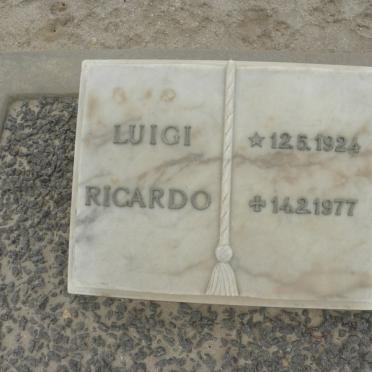 LUIGI
RICARDO
☆ 12.5.1924
✠ 14.2.1977